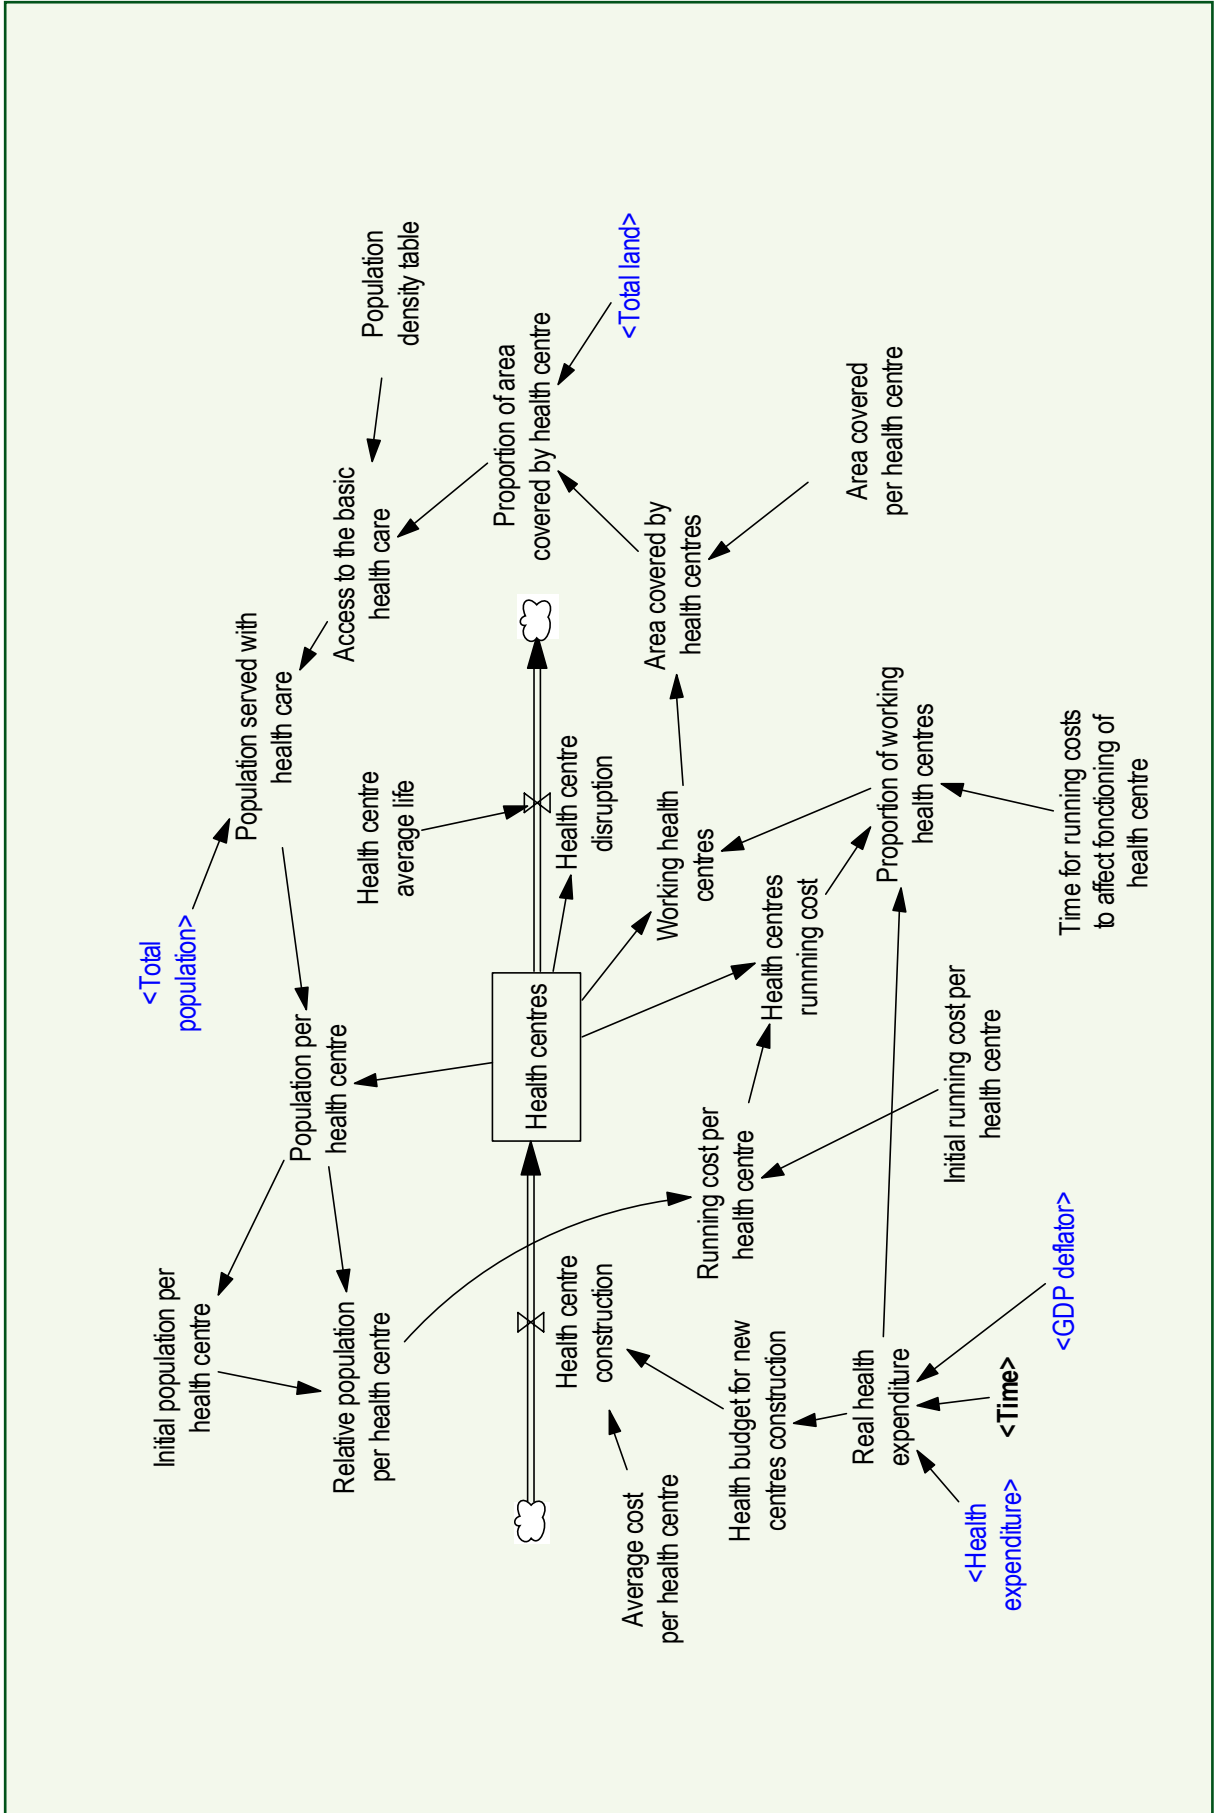 <Total
population>
Population served with
health care
Access to the basic
health care
Population
density table
Initial population per
health centre
Population per
health centre
Relative population
per health centre
Health centre
average life
Proportion of area
covered by health centre
<Total land>
Health centres
Health centre
disruption
Health centre
construction
Average cost
per health centre
Working health
centres
Area covered by
health centres
Area covered
per health centre
Running cost per
health centre
Health centres
runnning cost
Health budget for new
centres construction
Proportion of working
health centres
Real health
expenditure
Initial running cost per
health centre
Time for running costs
to affect fonctioning of
health centre
<Health
expenditure>
<Time>
<GDP deflator>